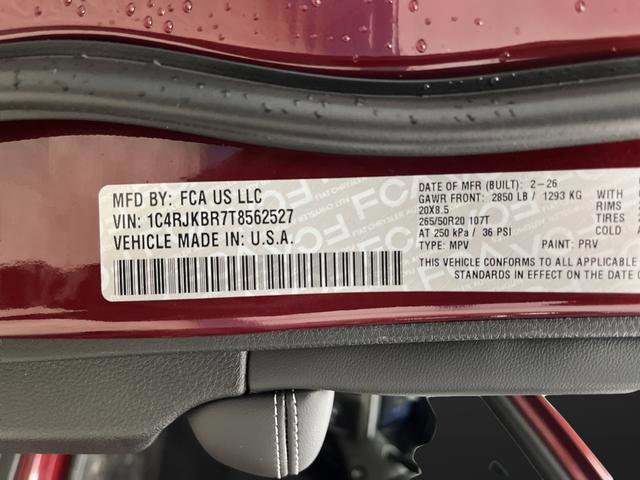 MFD BY: FCA US LLC
VIN: 1C4RJKBR7T8562527
VEHICLE MADE IN: U.S.A.
DATE OF MFR (BUILT): 2-26
GAWR FRONT: 2850 LB / 1293 KG WITH
20X8.5 RIMS
265/50R20 107T TIRES
AT 250 kPa / 36 PSI COLD
TYPE: MPV PAINT: PRV
THIS VEHICLE CONFORMS TO ALL APPLICABLE
STANDARDS IN EFFECT ON THE DATE OF